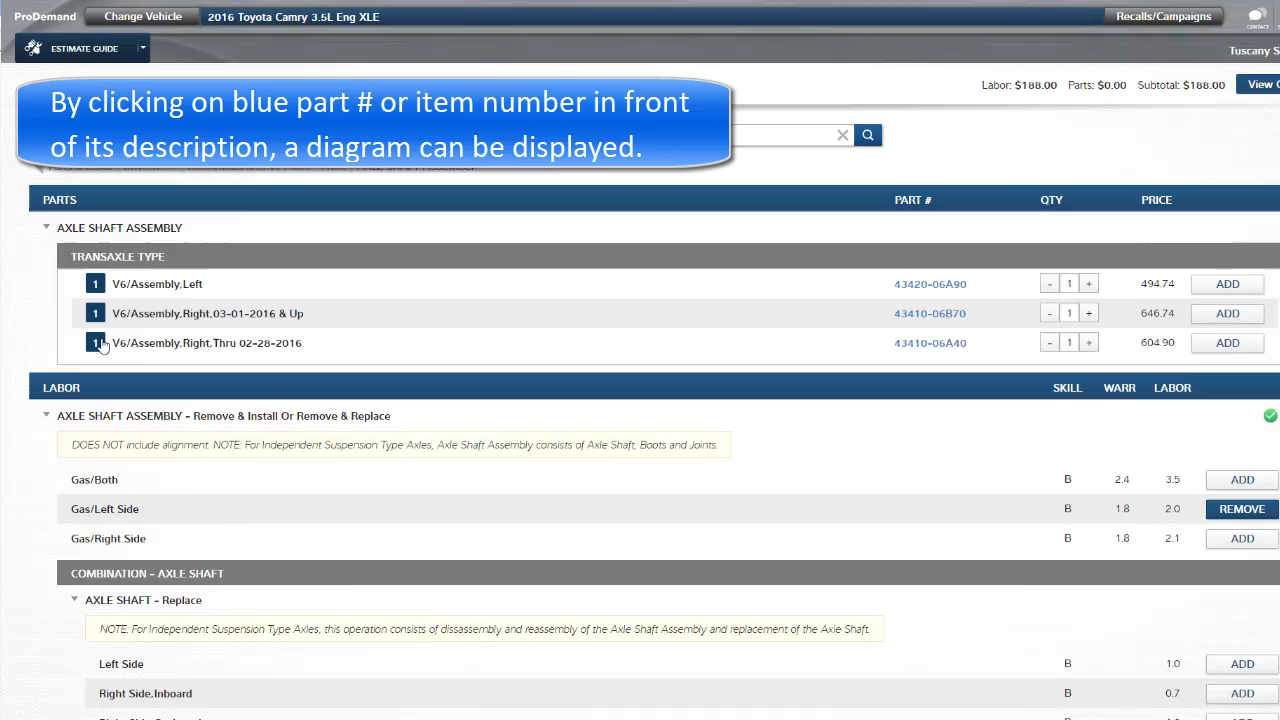 ProDemand Change Vehicle 2016 Toyota Camry 3.5L Eng XLE Recalls/Campaigns
CONTACT
ESTIMATE GUIDE
Tuscany S
Labor: $188.00 Parts: $0.00 Subtotal: $188.00 View
By clicking on blue part # or item number in front
of its description, a diagram can be displayed.
PARTS PART # QTY PRICE
AXLE SHAFT ASSEMBLY
TRANSAXLE TYPE
1 V6/Assembly,Left 43420-06A90 - 1 + 494.74 ADD
1 V6/Assembly,Right,03-01-2016 & Up 43410-06B70 - 1 + 646.74 ADD
1 V6/Assembly,Right,Thru 02-28-2016 43410-06A40 - 1 + 604.90 ADD
LABOR SKILL WARR LABOR
AXLE SHAFT ASSEMBLY - Remove & Install Or Remove & Replace
DOES NOT include alignment. NOTE: For Independent Suspension Type Axles, Axle Shaft Assembly consists of Axle Shaft, Boots and Joints.
Gas/Both B 2.4 3.5 ADD
Gas/Left Side B 1.8 2.0 REMOVE
Gas/Right Side B 1.8 2.1 ADD
COMBINATION - AXLE SHAFT
AXLE SHAFT - Replace
NOTE: For Independent Suspension Type Axles, this operation consists of dissassembly and reassembly of the Axle Shaft Assembly and replacement of the Axle Shaft.
Left Side B 1.0 ADD
Right Side,Inboard B 0.7 ADD